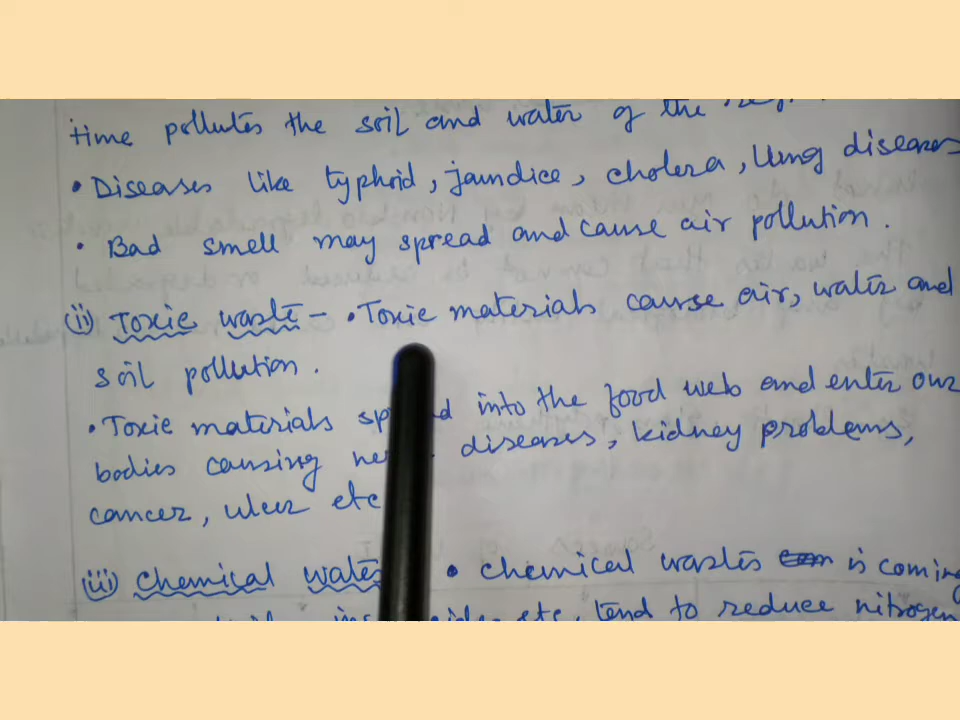 time pollutes the soil and water of the
• Diseases like typhoid, jaundice, cholera, lung diseases
• Bad smell may spread and cause air pollution.
(ii) Toxic waste - • Toxic materials cause air, water and
soil pollution.
• Toxic materials into the food web and enter our
bodies causing diseases, kidney problems,
cancer, ulcer etc
(iii) Chemical wates • chemical wastes is coming
etc, tend to reduce nitrogen